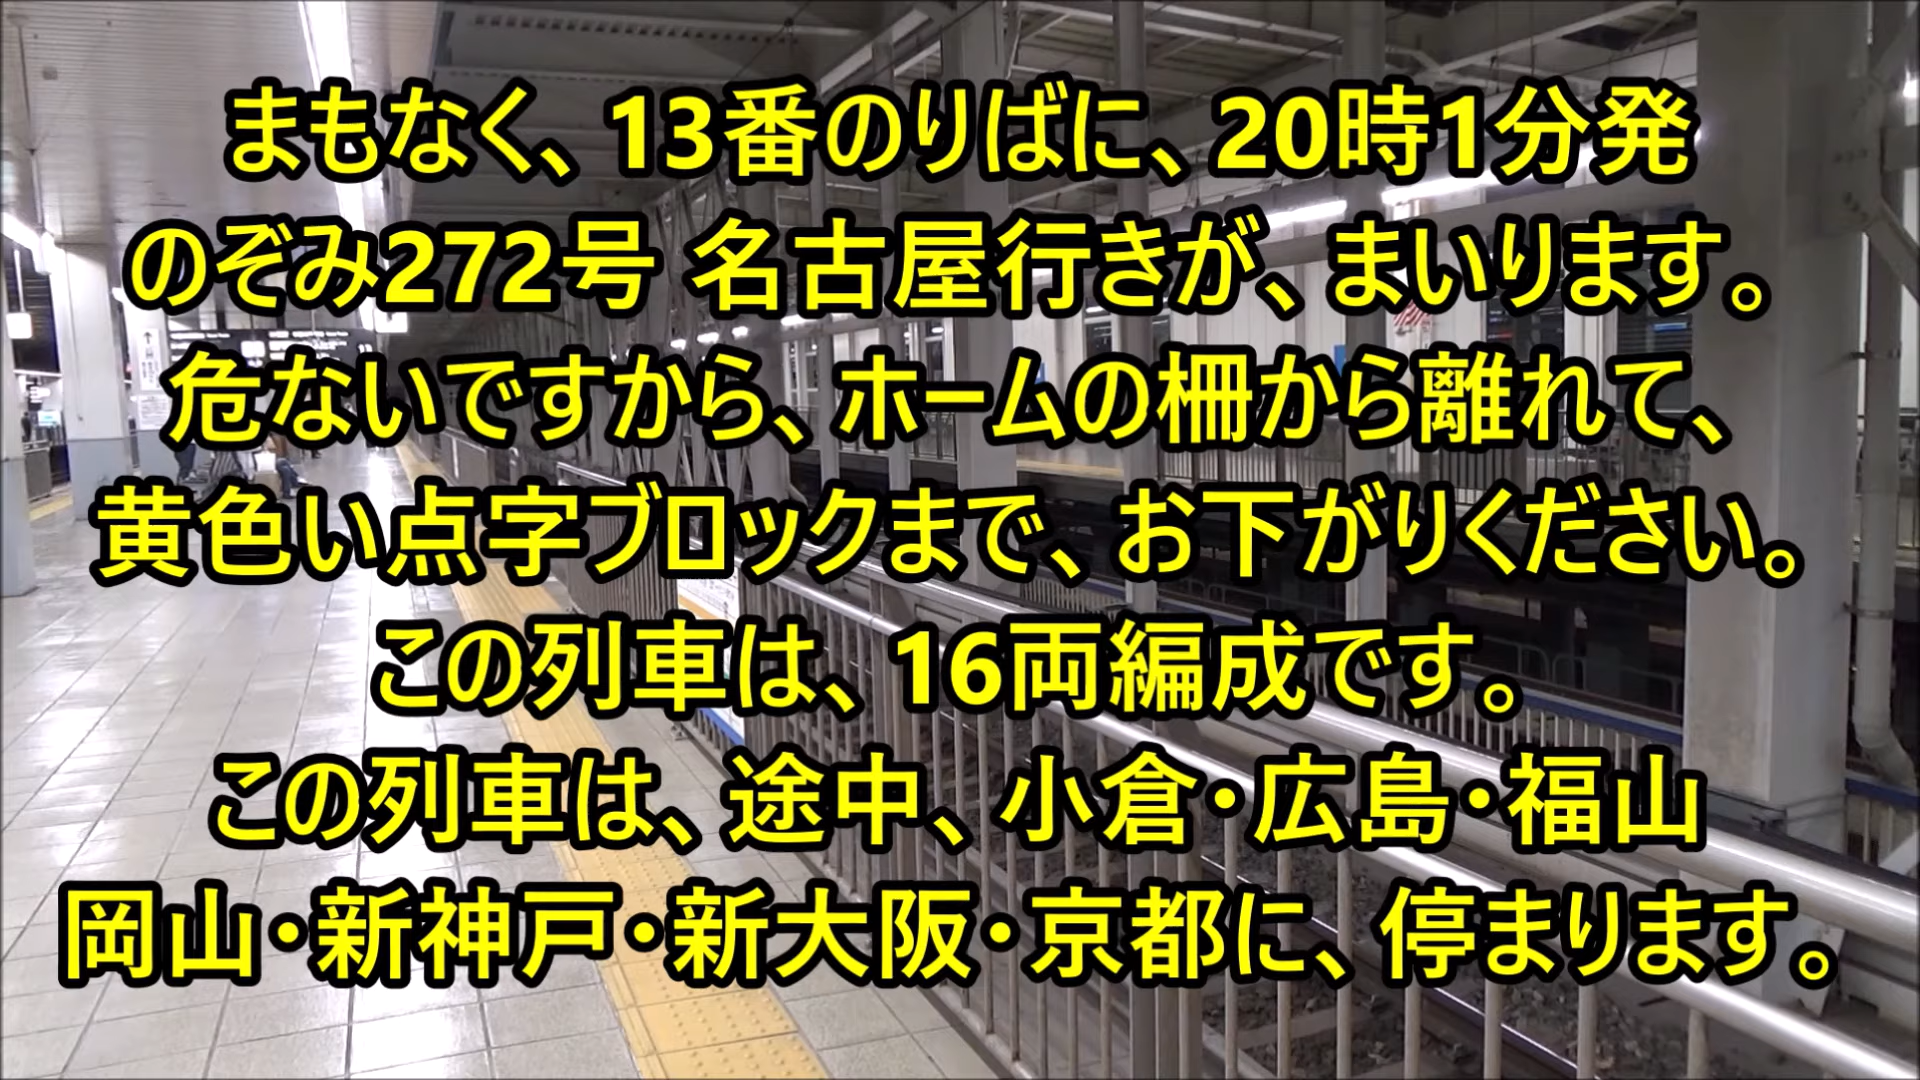 まもなく、13番のりばに、20時1分発
のぞみ272号 名古屋行きが、まいります。
危ないですから、ホームの柵から離れて、
黄色い点字ブロックまで、お下がりください。
この列車は、16両編成です。
この列車は、途中、小倉・広島・福山
岡山・新神戸・新大阪・京都に、停まります。